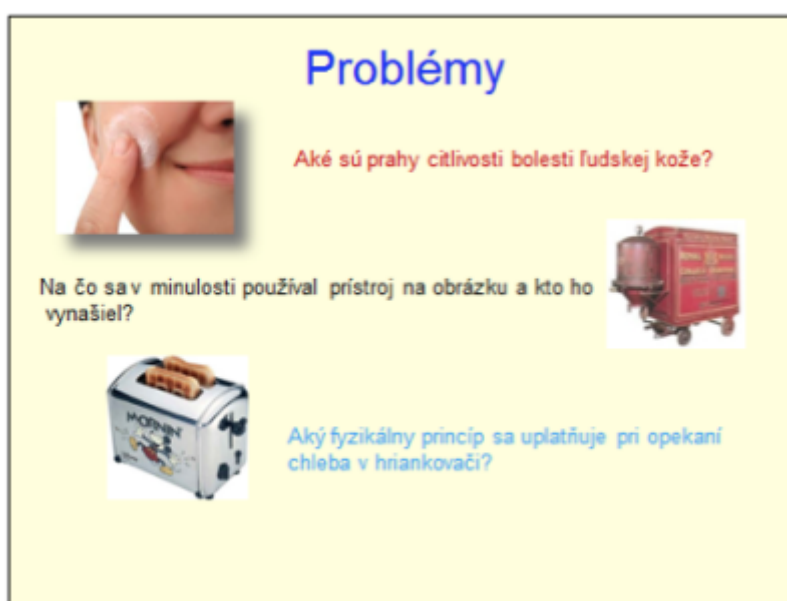 Problémy
Aké sú prahy citlivosti bolesti ľudskej kože?
Na čo sa v minulosti používal prístroj na obrázku a kto ho
vynašiel?
MORNIN'
Aký fyzikálny princíp sa uplatňuje pri opekaní
chleba v hriankovači?